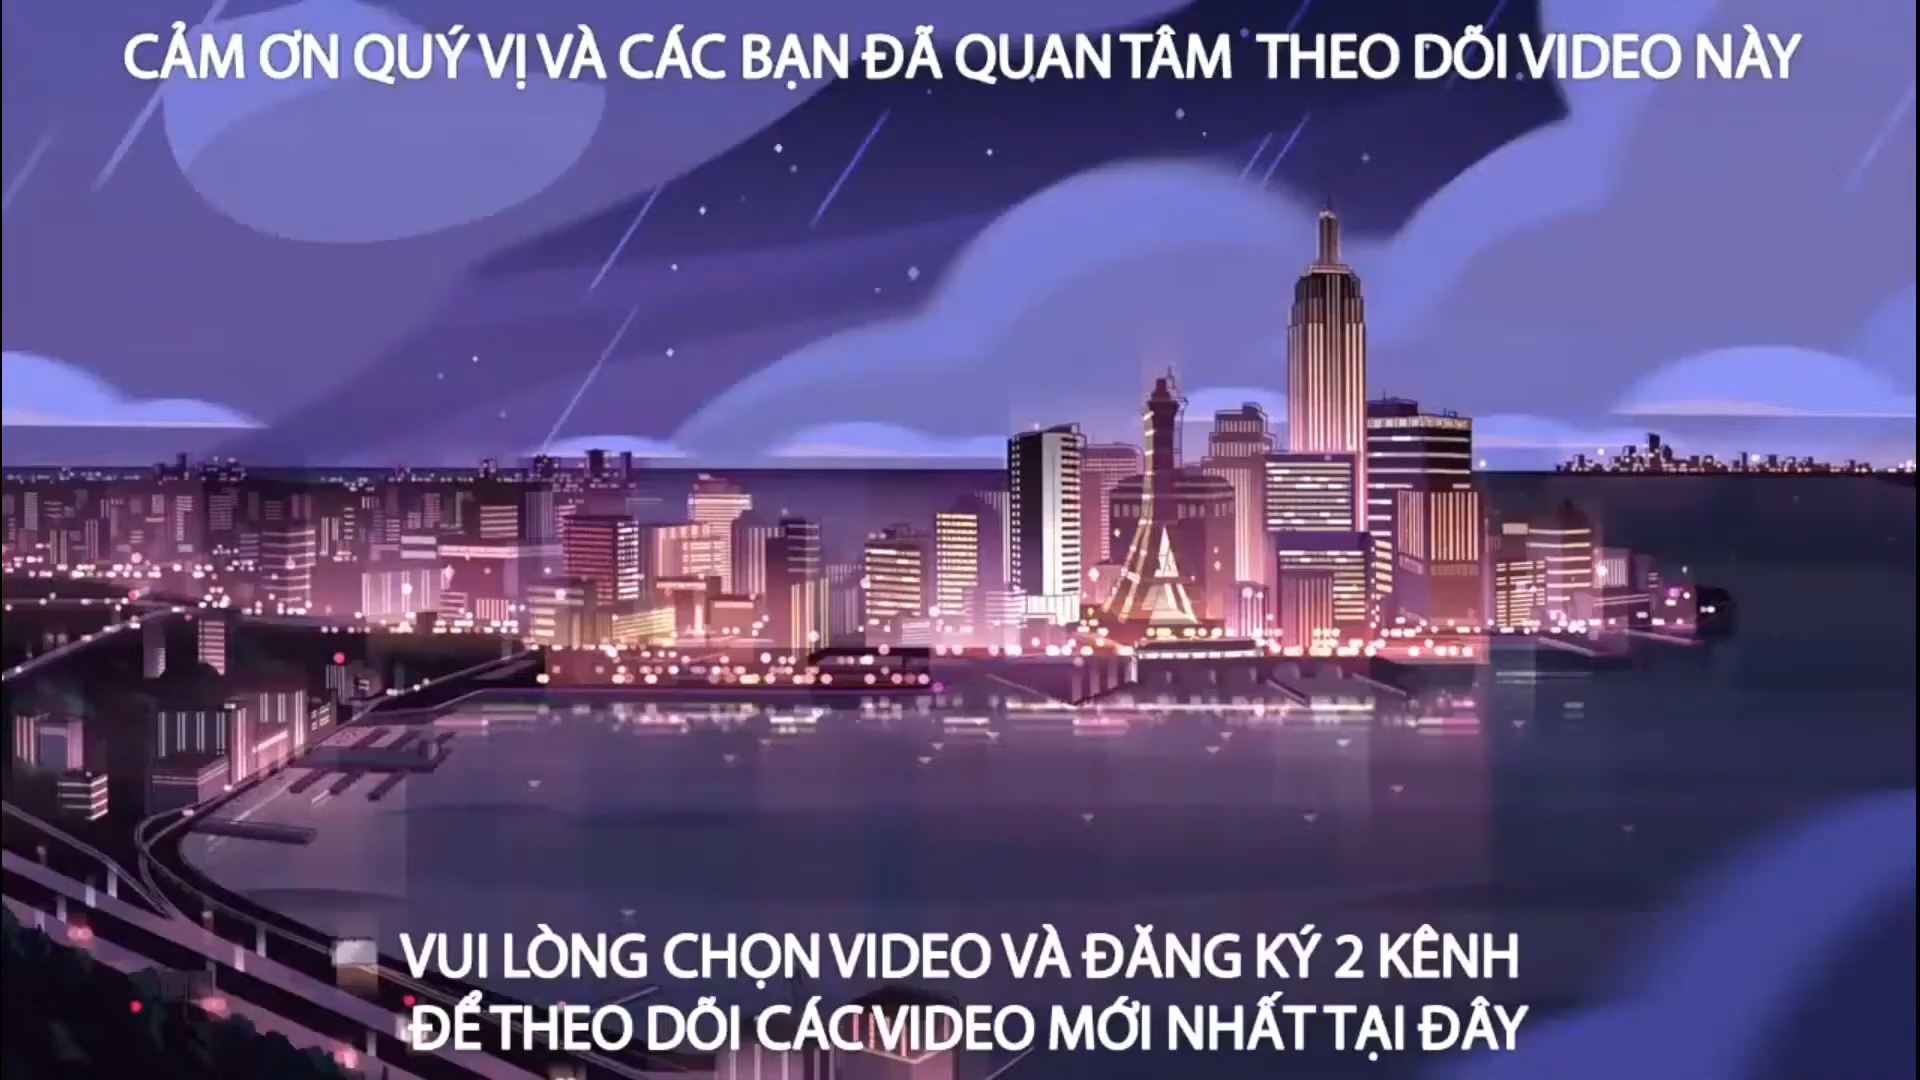 CẢM ƠN QUÝ VỊ VÀ CÁC BẠN ĐÃ QUAN TÂM THEO DÕI VIDEO NÀY
VUI LÒNG CHỌN VIDEO VÀ ĐĂNG KÝ 2 KÊNH
ĐỂ THEO DÕI CÁC VIDEO MỚI NHẤT TẠI ĐÂY